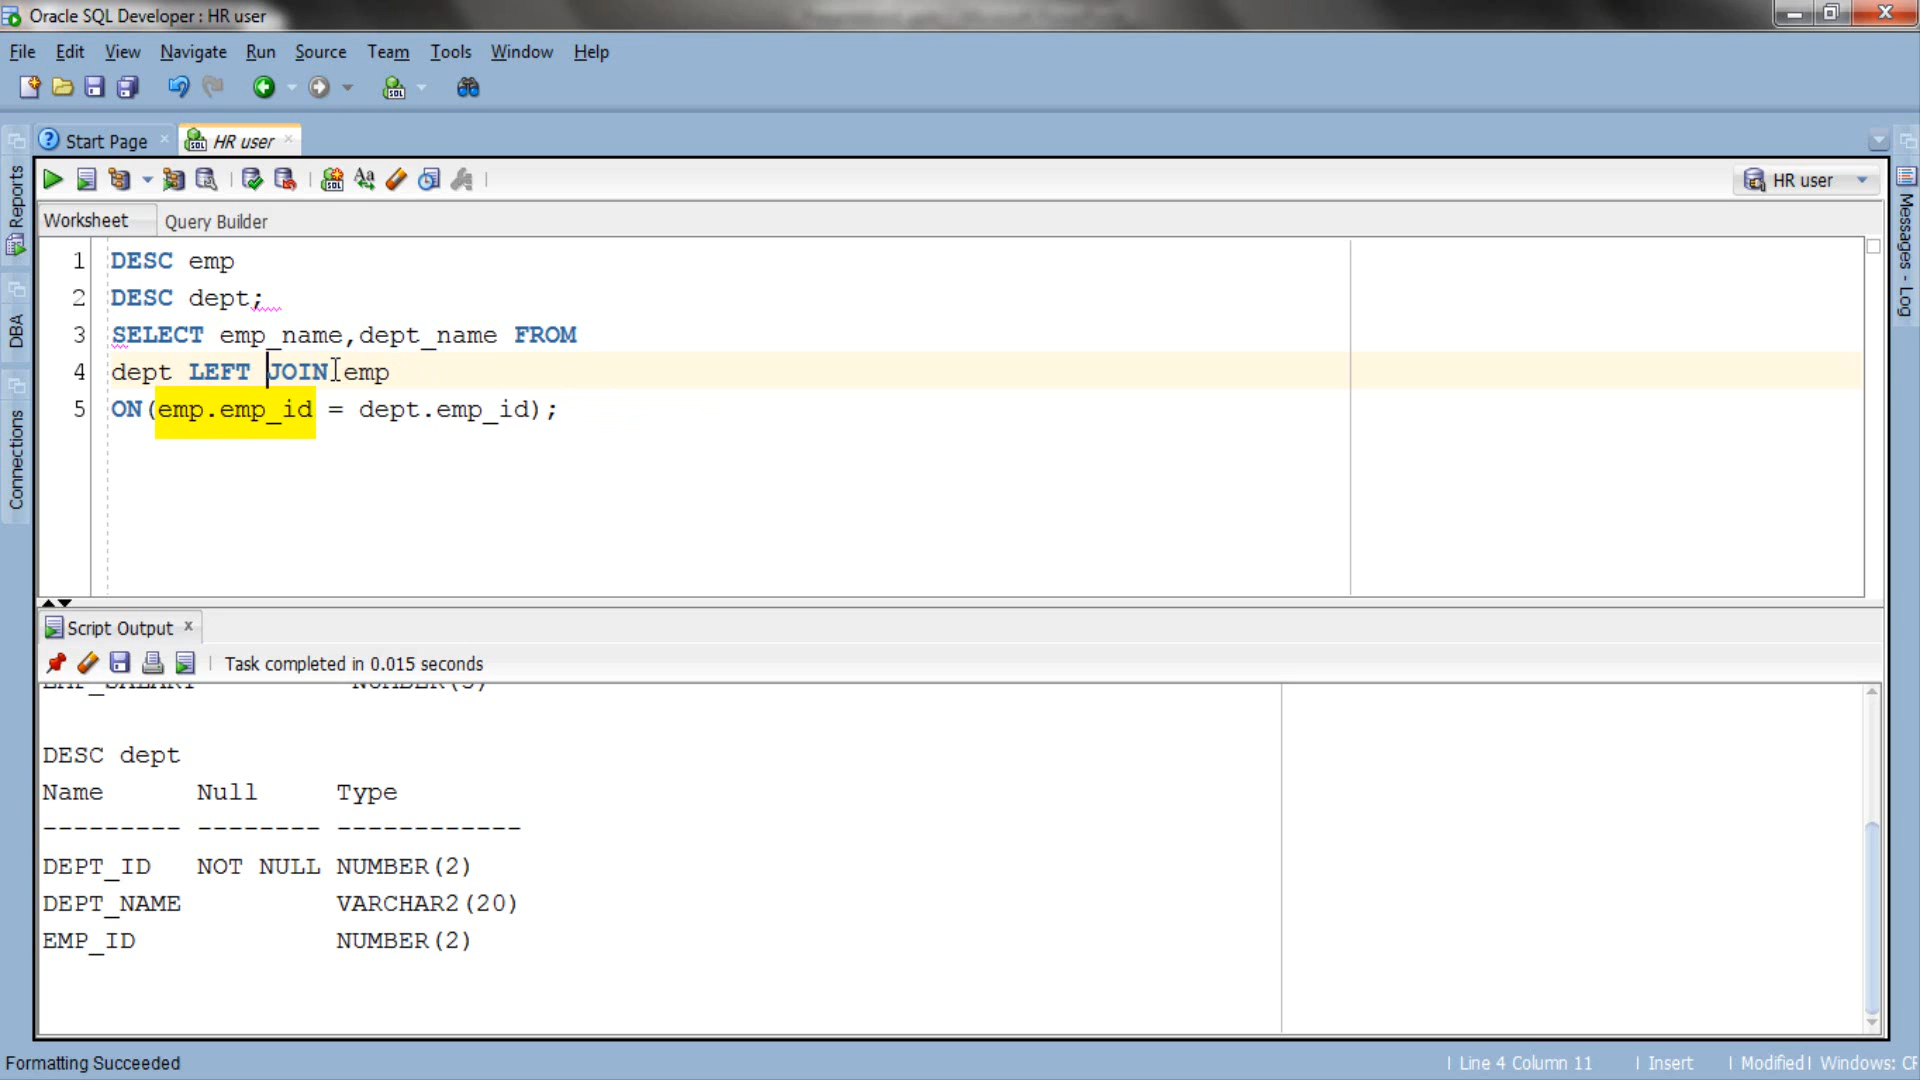 Oracle SQL Developer : HR user
File Edit View Navigate Run Source Team Tools Window Help
Start Page HR user
HR user
Worksheet Query Builder
Reports
DBA
Connections
Messages - Log
1 DESC emp
2 DESC dept;
3 SELECT emp_name,dept_name FROM
4 dept LEFT JOIN emp
5 ON(emp.emp_id = dept.emp_id);
Script Output
Task completed in 0.015 seconds
EMP_SALARY NUMBER(5)
DESC dept
Name Null Type
--------- -------- ------------
DEPT_ID NOT NULL NUMBER(2)
DEPT_NAME VARCHAR2(20)
EMP_ID NUMBER(2)
Formatting Succeeded
Line 4 Column 11 Insert Modified Windows: